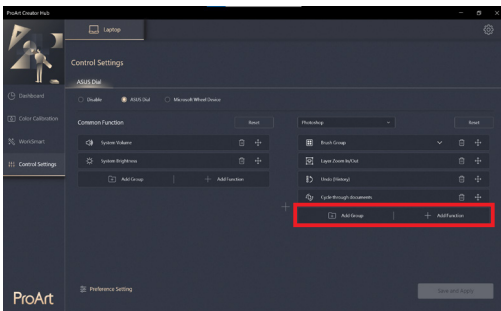 ProArt Creator Hub
Laptop
Control Settings
ASUS Dial
Disable ASUS Dial Microsoft Wheel Device
Dashboard
Color Calibration
WorkSmart
Control Settings
Common Function Reset
System Volume
System Brightness
Add Group Add Function
Photoshop Reset
Brush Group
Layer Zoom In/Out
Undo (History)
Cycle through documents
Add Group Add Function
Preference Setting
Save and Apply
ProArt